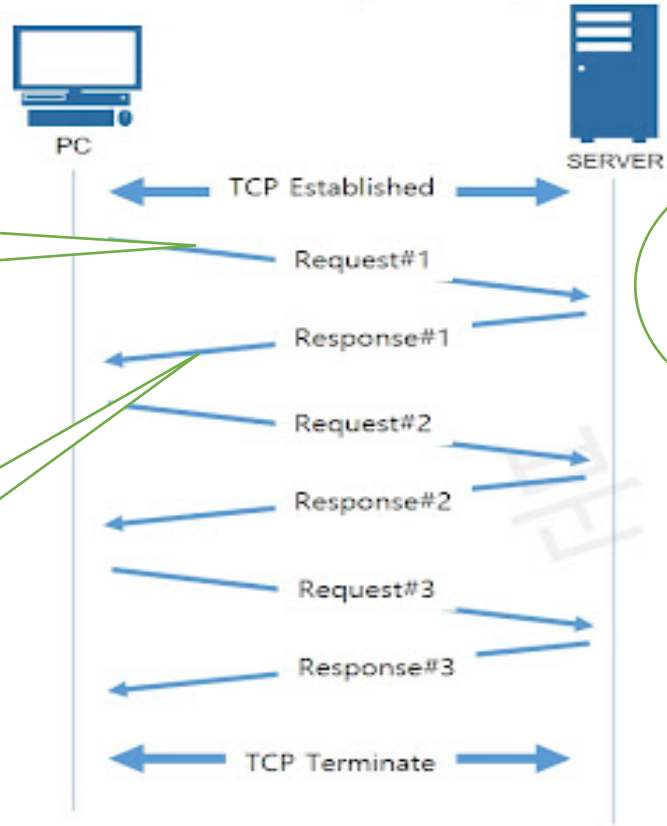 PC
SERVER
TCP Established
Request#1
Response#1
Request#2
Response#2
Request#3
Response#3
TCP Terminate